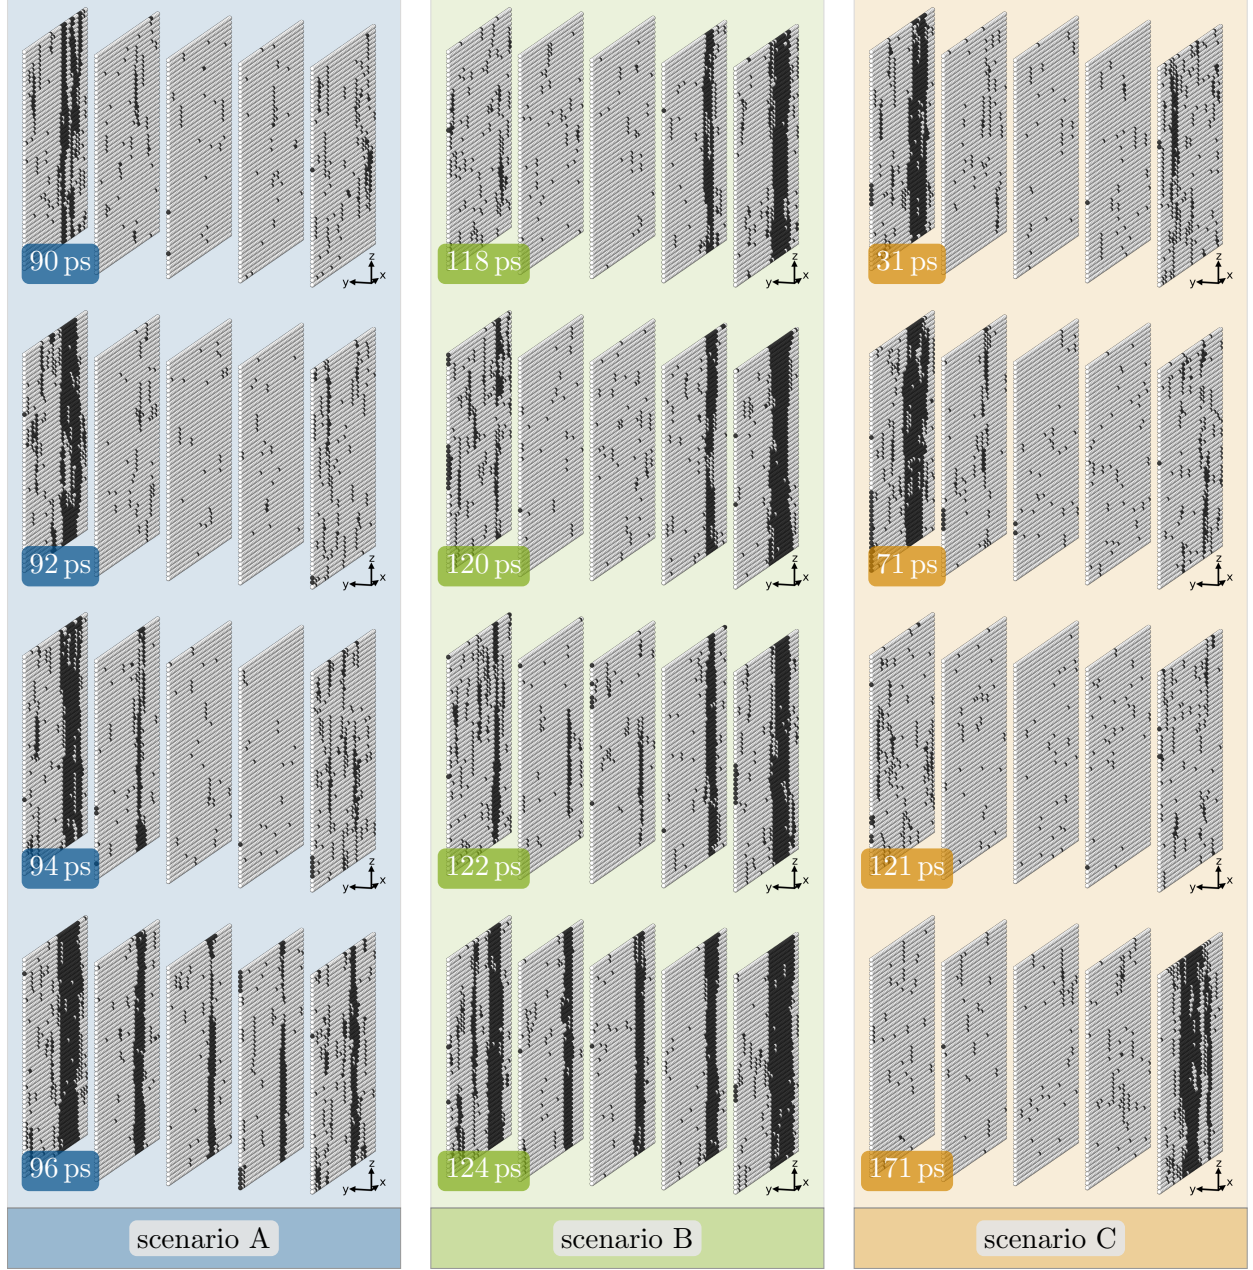 90 ps
z
y
x
118 ps
z
y
x
31 ps
z
y
x
92 ps
z
y
x
120 ps
z
y
x
71 ps
z
y
x
94 ps
z
y
x
122 ps
z
y
x
121 ps
z
y
x
96 ps
z
y
x
124 ps
z
y
x
171 ps
z
y
x
scenario A
scenario B
scenario C